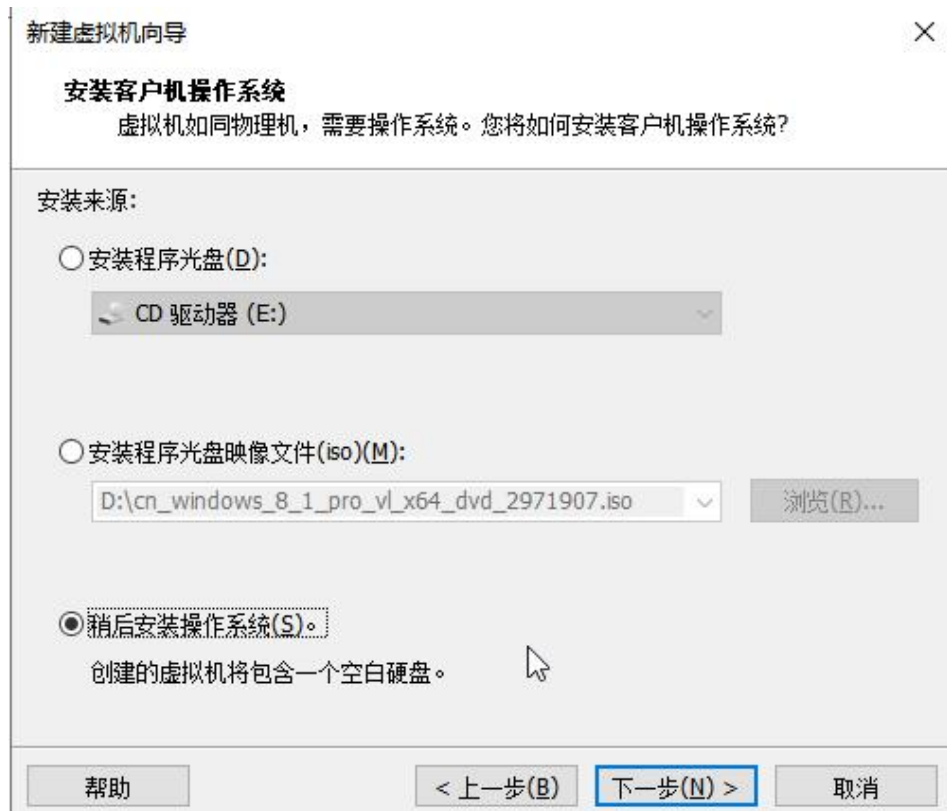 新建虚拟机向导
安装客户机操作系统
虚拟机如同物理机，需要操作系统。您将如何安装客户机操作系统?
安装来源:
安装程序光盘(D):
CD 驱动器 (E:)
安装程序光盘映像文件(iso)(M):
D:\cn_windows_8_1_pro_vl_x64_dvd_2971907.iso
浏览(R)...
稍后安装操作系统(S)。
创建的虚拟机将包含一个空白硬盘。
帮助 < 上一步(B) 下一步(N) > 取消